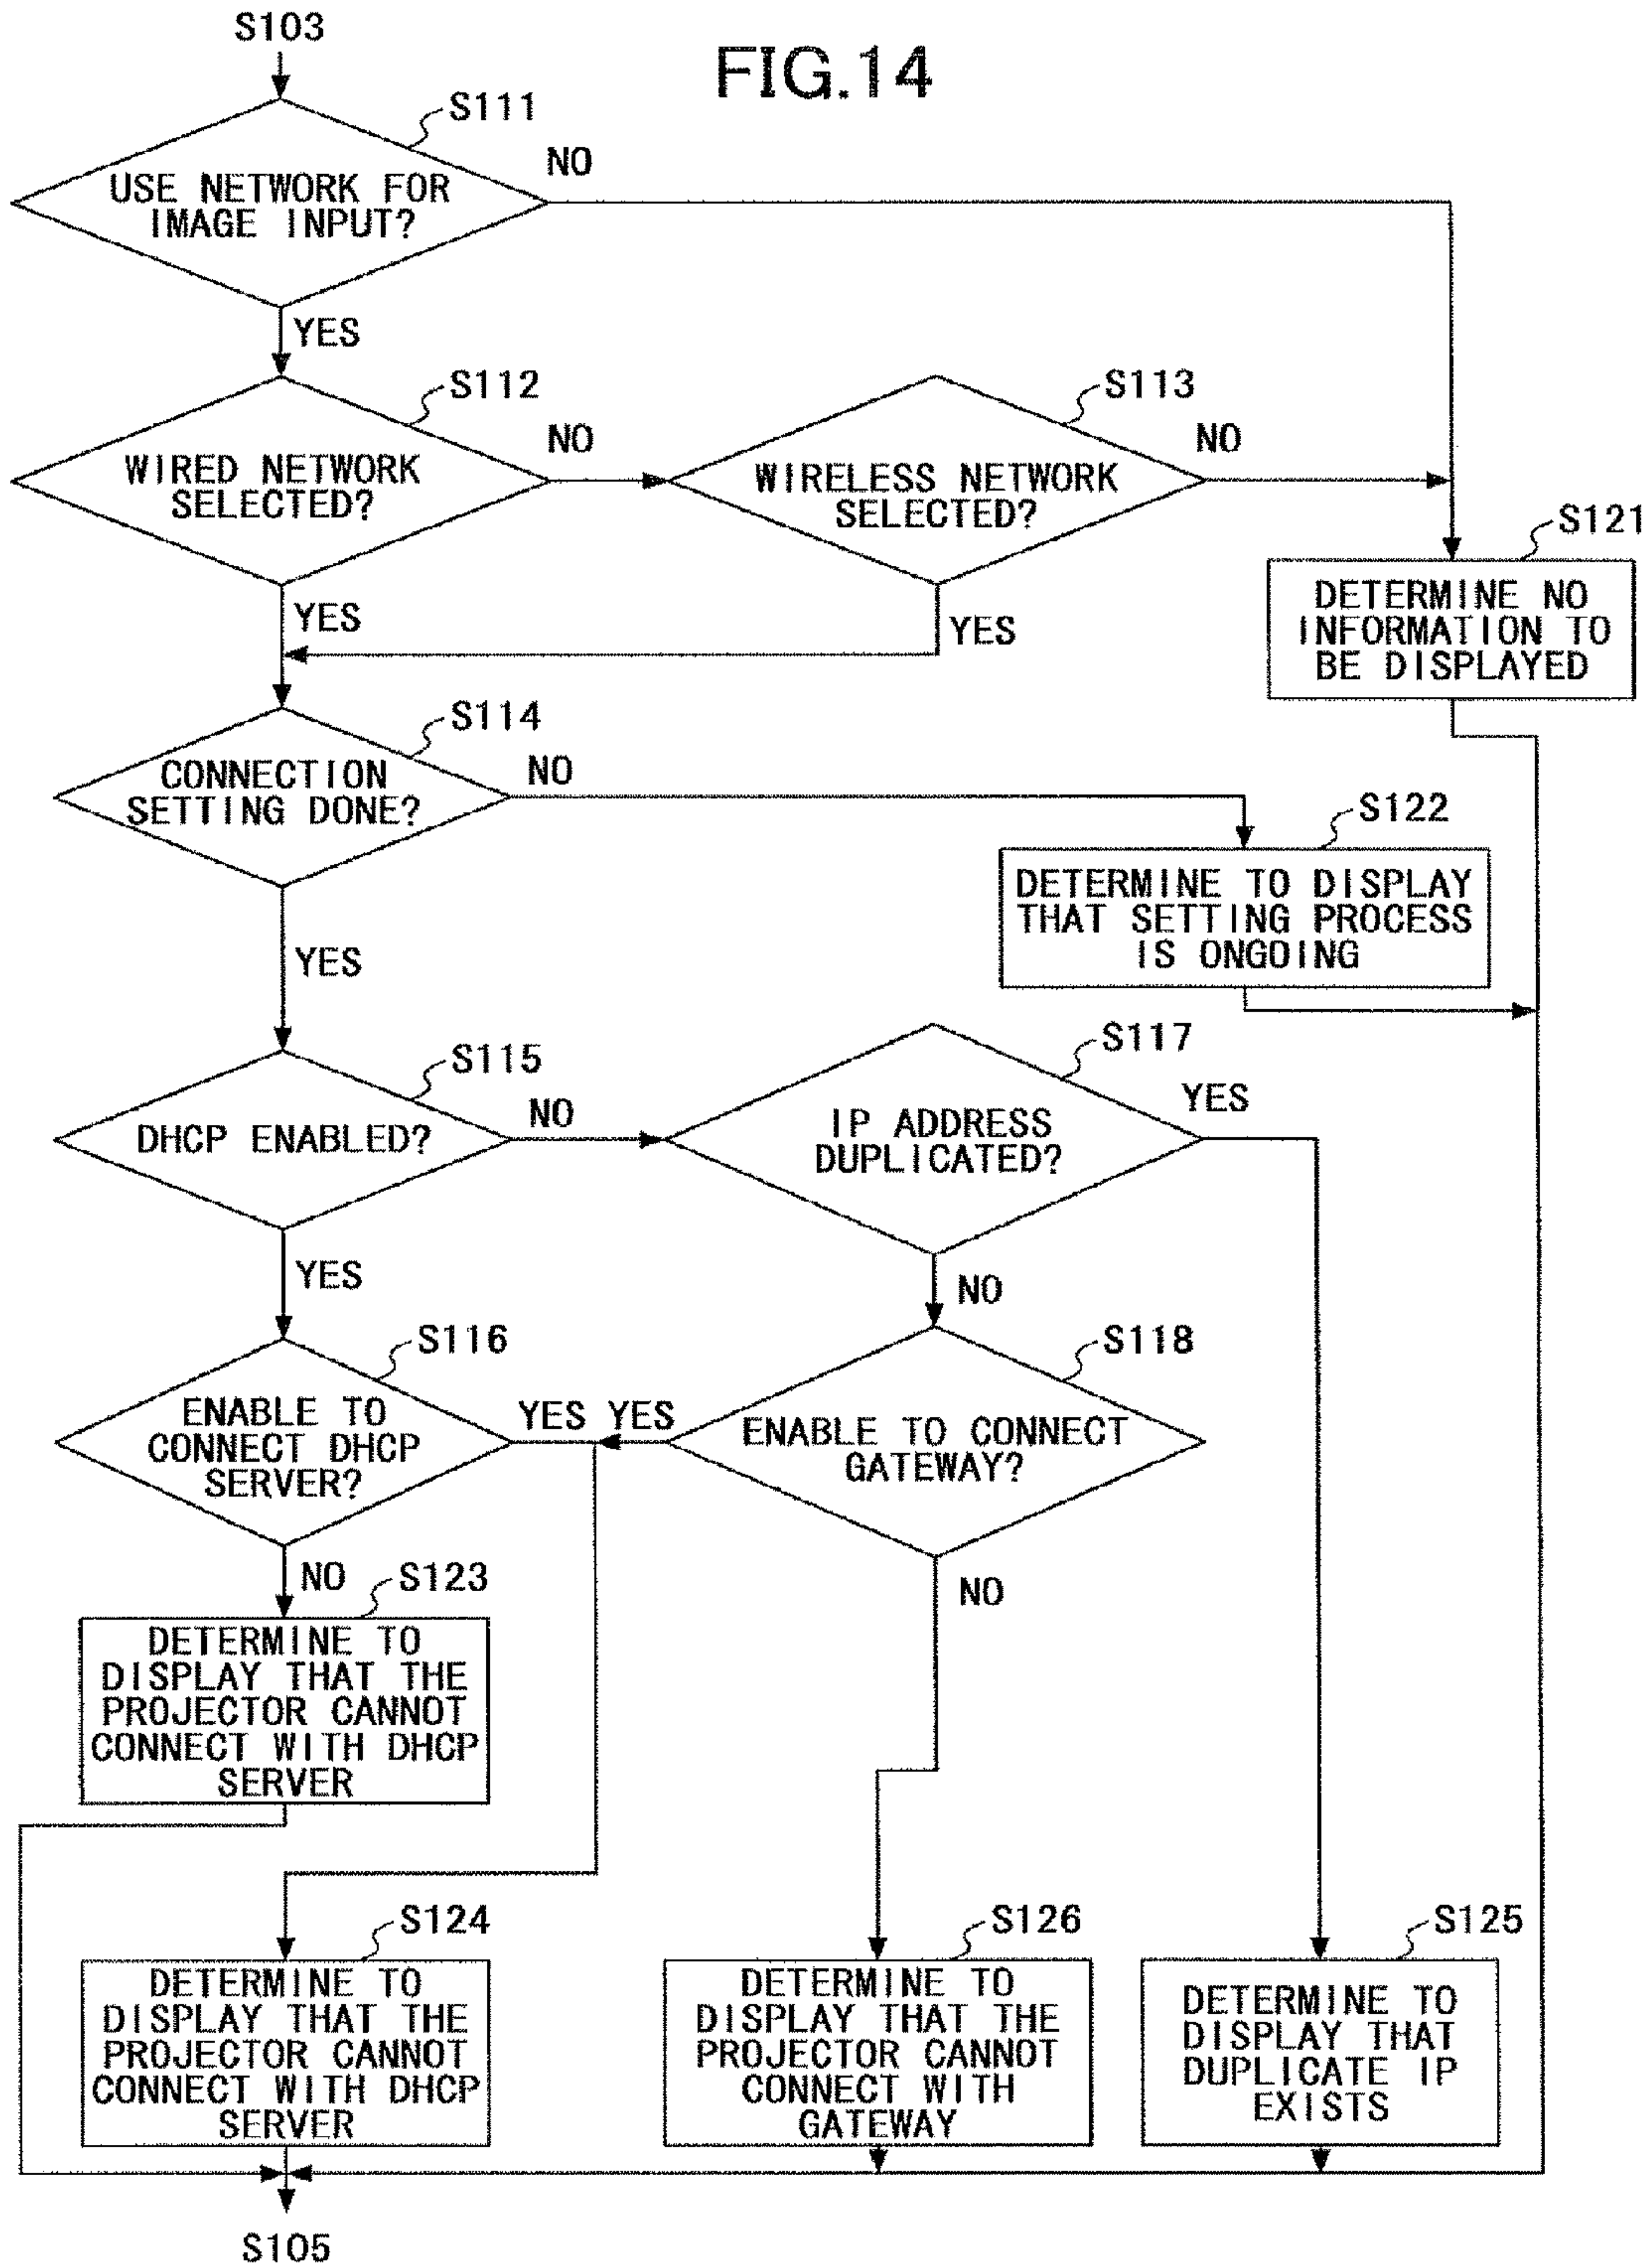 S103
FIG.14
S111
NO
USE NETWORK FOR
IMAGE INPUT?
YES
S112
S113
NO
NO
WIRED NETWORK
SELECTED?
WIRELESS NETWORK
SELECTED?
S121
YES
YES
DETERMINE NO
INFORMATION TO
BE DISPLAYED
S114
NO
CONNECTION
SETTING DONE?
S122
DETERMINE TO DISPLAY
THAT SETTING PROCESS
IS ONGOING
YES
S115
S117
NO
YES
DHCP ENABLED?
IP ADDRESS
DUPLICATED?
YES
NO
S116
S118
ENABLE TO
CONNECT DHCP
SERVER?
YES YES
ENABLE TO CONNECT
GATEWAY?
NO
S123
NO
DETERMINE TO
DISPLAY THAT THE
PROJECTOR CANNOT
CONNECT WITH DHCP
SERVER
S124
S126
S125
DETERMINE TO
DISPLAY THAT THE
PROJECTOR CANNOT
CONNECT WITH DHCP
SERVER
DETERMINE TO
DISPLAY THAT THE
PROJECTOR CANNOT
CONNECT WITH
GATEWAY
DETERMINE TO
DISPLAY THAT
DUPLICATE IP
EXISTS
S105